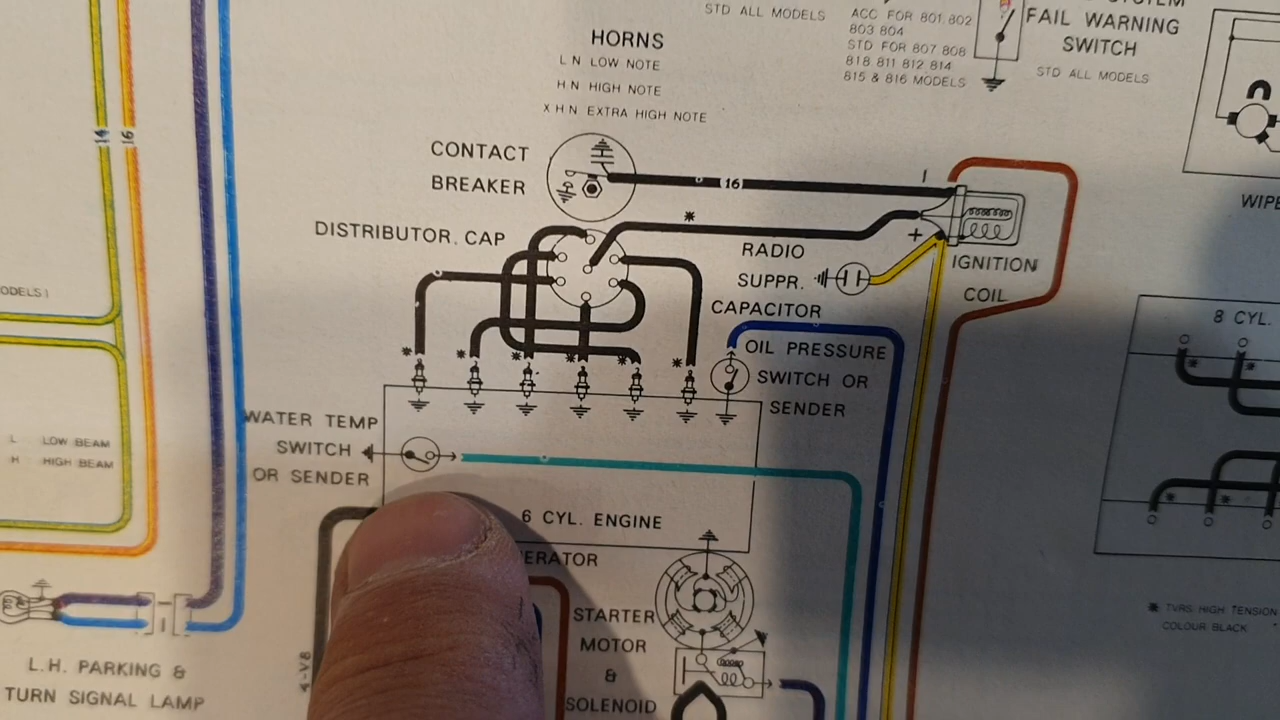 STD ALL MODELS
ACC FOR 801.802
803 804
STD FOR 807 808
818 811 812 814
815 & 816 MODELS
FAIL WARNING
SWITCH
STD ALL MODELS
HORNS
L N LOW NOTE
H N HIGH NOTE
X H N EXTRA HIGH NOTE
14
16
CONTACT
BREAKER
16
DISTRIBUTOR. CAP
*
+
RADIO
SUPPR.
CAPACITOR
IGNITION
COIL
OIL PRESSURE
SWITCH OR
SENDER
8 CYL.
* * * * * *
WATER TEMP
SWITCH
OR SENDER
L LOW BEAM
H HIGH BEAM
6 CYL. ENGINE
STARTER
MOTOR
&
SOLENOID
4-V8
* TVRS HIGH TENSION
COLOUR BLACK
L.H. PARKING &
TURN SIGNAL LAMP